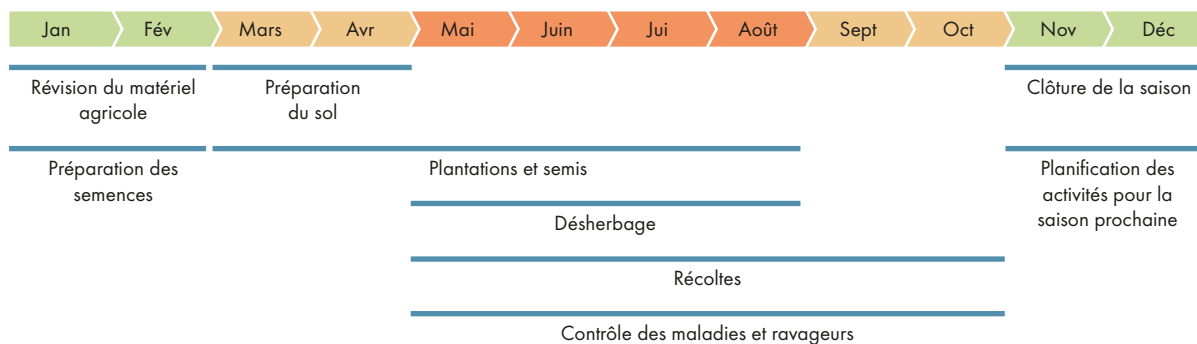 Jan Fév Mars Avr Mai Juin Jui Août Sept Oct Nov Déc
Révision du matériel
agricole
Préparation
du sol
Clôture de la saison
Préparation des
semences
Plantations et semis
Planification des
activités pour la
saison prochaine
Désherbage
Récoltes
Contrôle des maladies et ravageurs